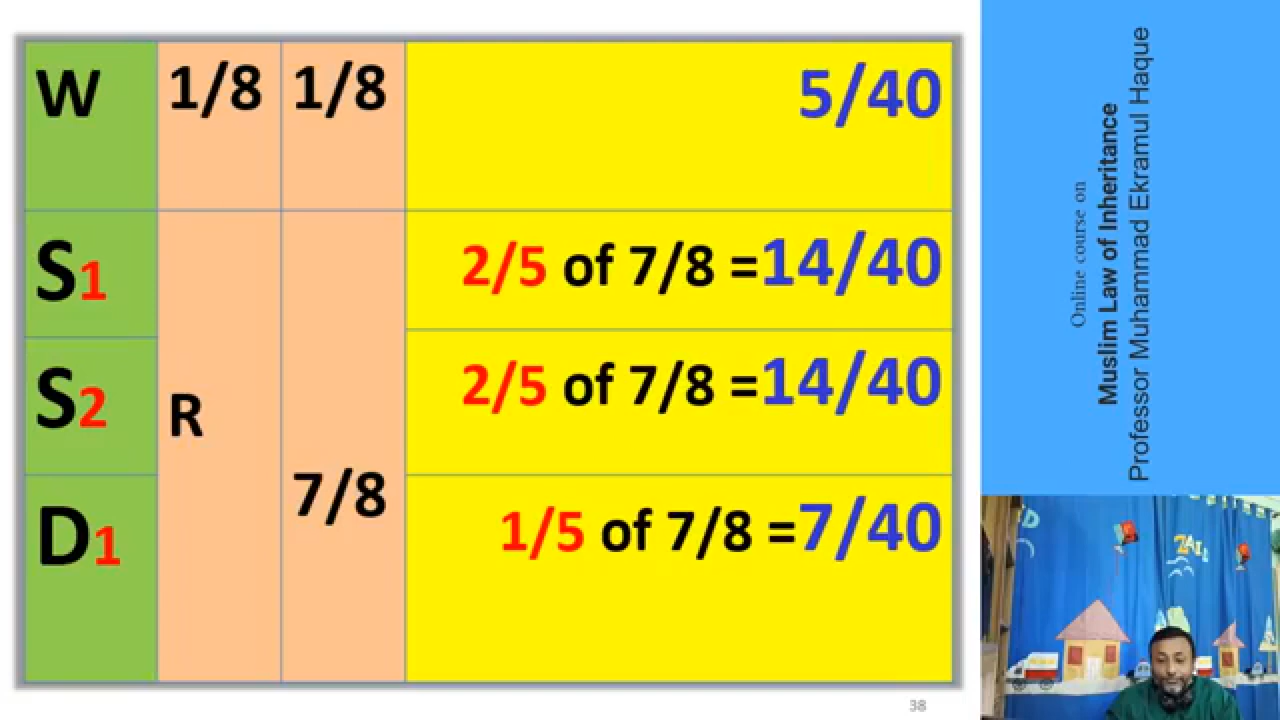 W 1/8 1/8 5/40
S1 2/5 of 7/8 =14/40
S2 R 2/5 of 7/8 =14/40
D1 7/8 1/5 of 7/8 =7/40
38
Online course on
Muslim Law of Inheritance
Professor Muhammad Ekramul Haque